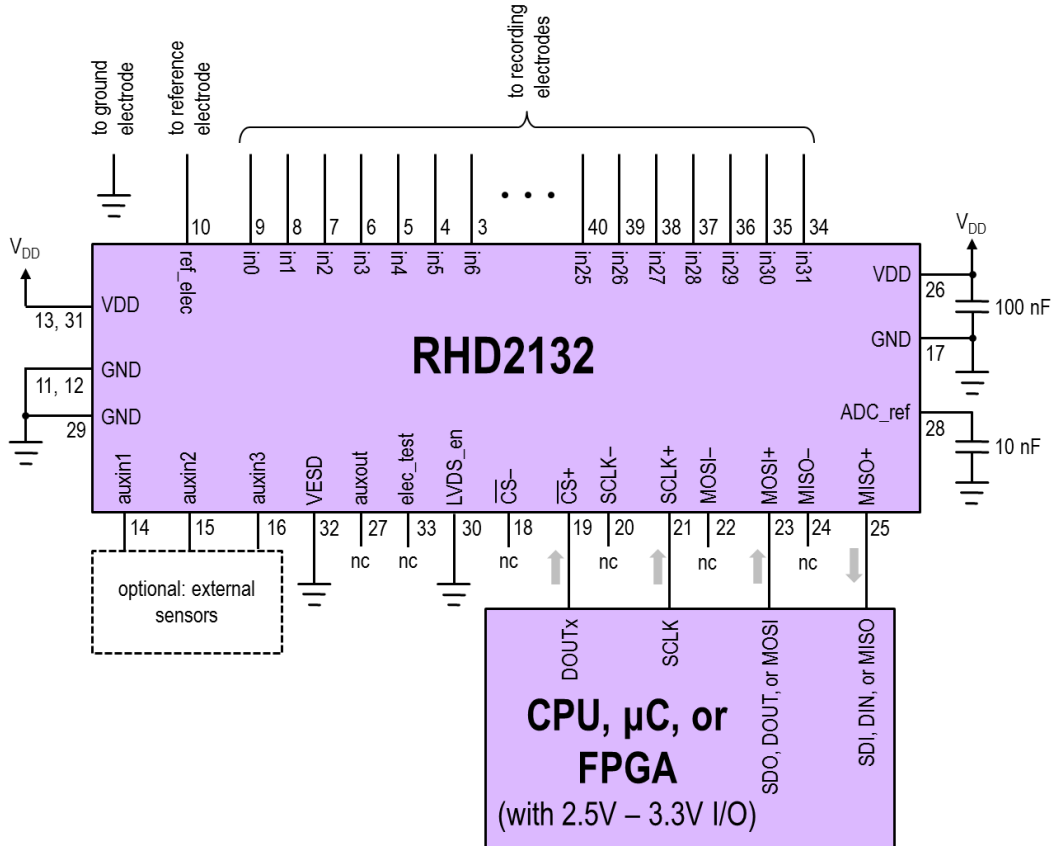 to ground
electrode
to reference
electrode
to recording
electrodes
10
9
8
7
6
5
4
3
• • •
40
39
38
37
36
35
34
ref_elec
in0
in1
in2
in3
in4
in5
in6
in25
in26
in27
in28
in29
in30
in31
VDD
VDD
13, 31
VDD
26
100 nF
GND
11, 12
GND
17
RHD2132
GND
29
ADC_ref
28
10 nF
auxin1
auxin2
auxin3
VESD
auxout
elec_test
LVDS_en
CS−
CS+
SCLK−
SCLK+
MOSI−
MOSI+
MISO−
MISO+
14
15
16
32
27
33
30
18
19
20
21
22
23
24
25
nc
nc
nc
nc
nc
nc
optional: external
sensors
DOUTx
SCLK
SDO, DOUT, or MOSI
SDI, DIN, or MISO
CPU, µC, or
FPGA
(with 2.5V – 3.3V I/O)
VDD